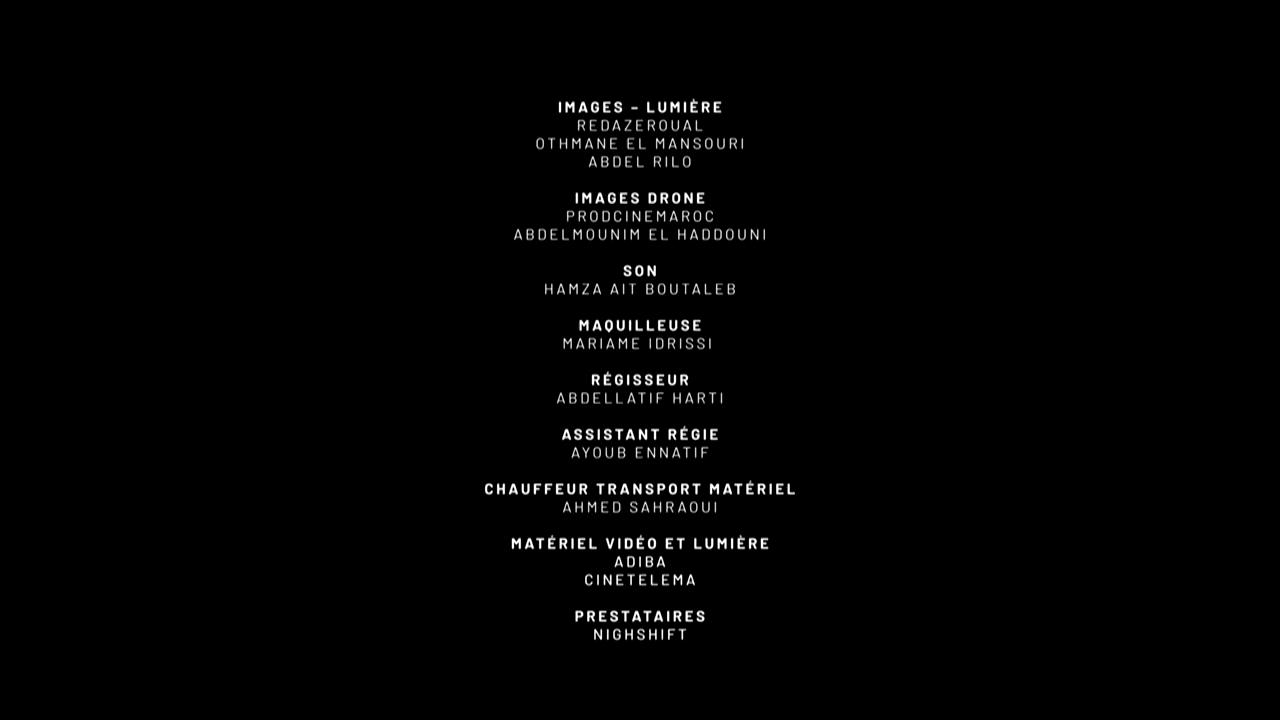 IMAGES – LUMIÈRE
REDAZEROUAL
OTHMANE EL MANSOURI
ABDEL RILO
IMAGES DRONE
PRODCINEMAROC
ABDELMOUNIM EL HADDOUNI
SON
HAMZA AIT BOUTALEB
MAQUILLEUSE
MARIAME IDRISSI
RÉGISSEUR
ABDELLATIF HARTI
ASSISTANT RÉGIE
AYOUB ENNATIF
CHAUFFEUR TRANSPORT MATÉRIEL
AHMED SAHRAOUI
MATÉRIEL VIDÉO ET LUMIÈRE
ADIBA
CINETELEMA
PRESTATAIRES
NIGHSHIFT